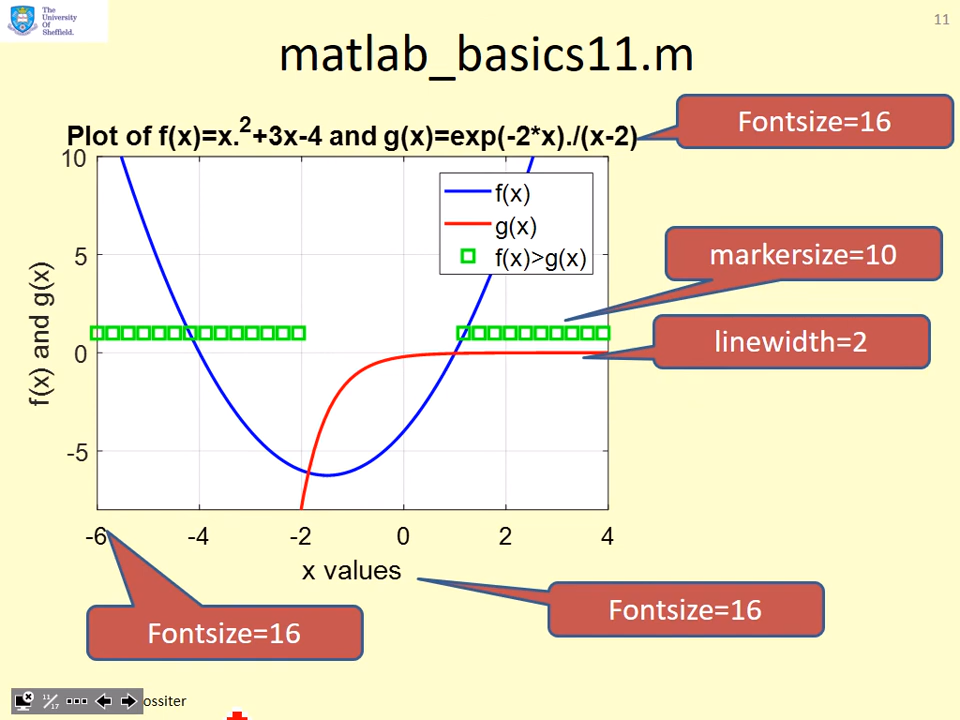 The
University
Of
Sheffield.
11
matlab_basics11.m
Plot of f(x)=x.2+3x-4 and g(x)=exp(-2*x)./(x-2)
Fontsize=16
10
5
0
-5
f(x) and g(x)
f(x)
g(x)
f(x)>g(x)
markersize=10
linewidth=2
-6 -4 -2 0 2 4
x values
Fontsize=16
Fontsize=16
11/17
ossiter